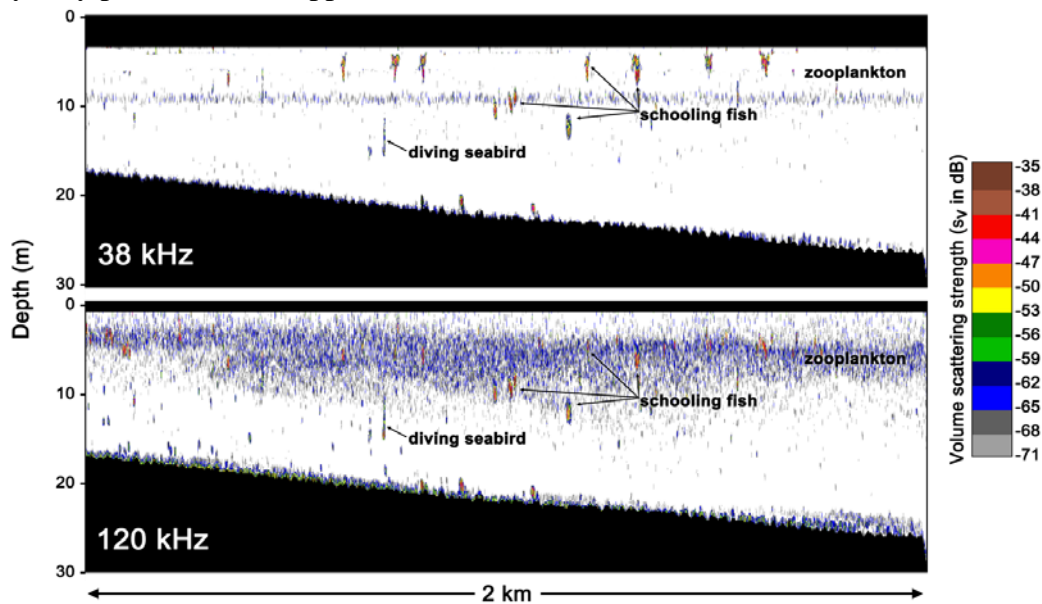 0
10
20
30
zooplankton
schooling fish
diving seabird
38 kHz
Depth (m)
0
10
20
30
zooplankton
schooling fish
diving seabird
120 kHz
2 km
Volume scattering strength (sv in dB)
-35
-38
-41
-44
-47
-50
-53
-56
-59
-62
-65
-68
-71